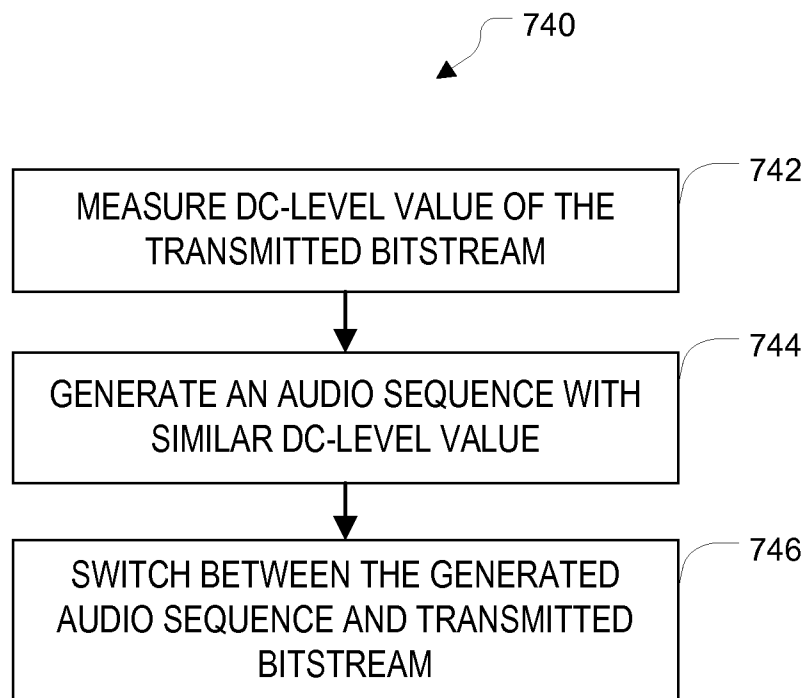 740
742
MEASURE DC-LEVEL VALUE OF THE
TRANSMITTED BITSTREAM
744
GENERATE AN AUDIO SEQUENCE WITH
SIMILAR DC-LEVEL VALUE
746
SWITCH BETWEEN THE GENERATED
AUDIO SEQUENCE AND TRANSMITTED
BITSTREAM